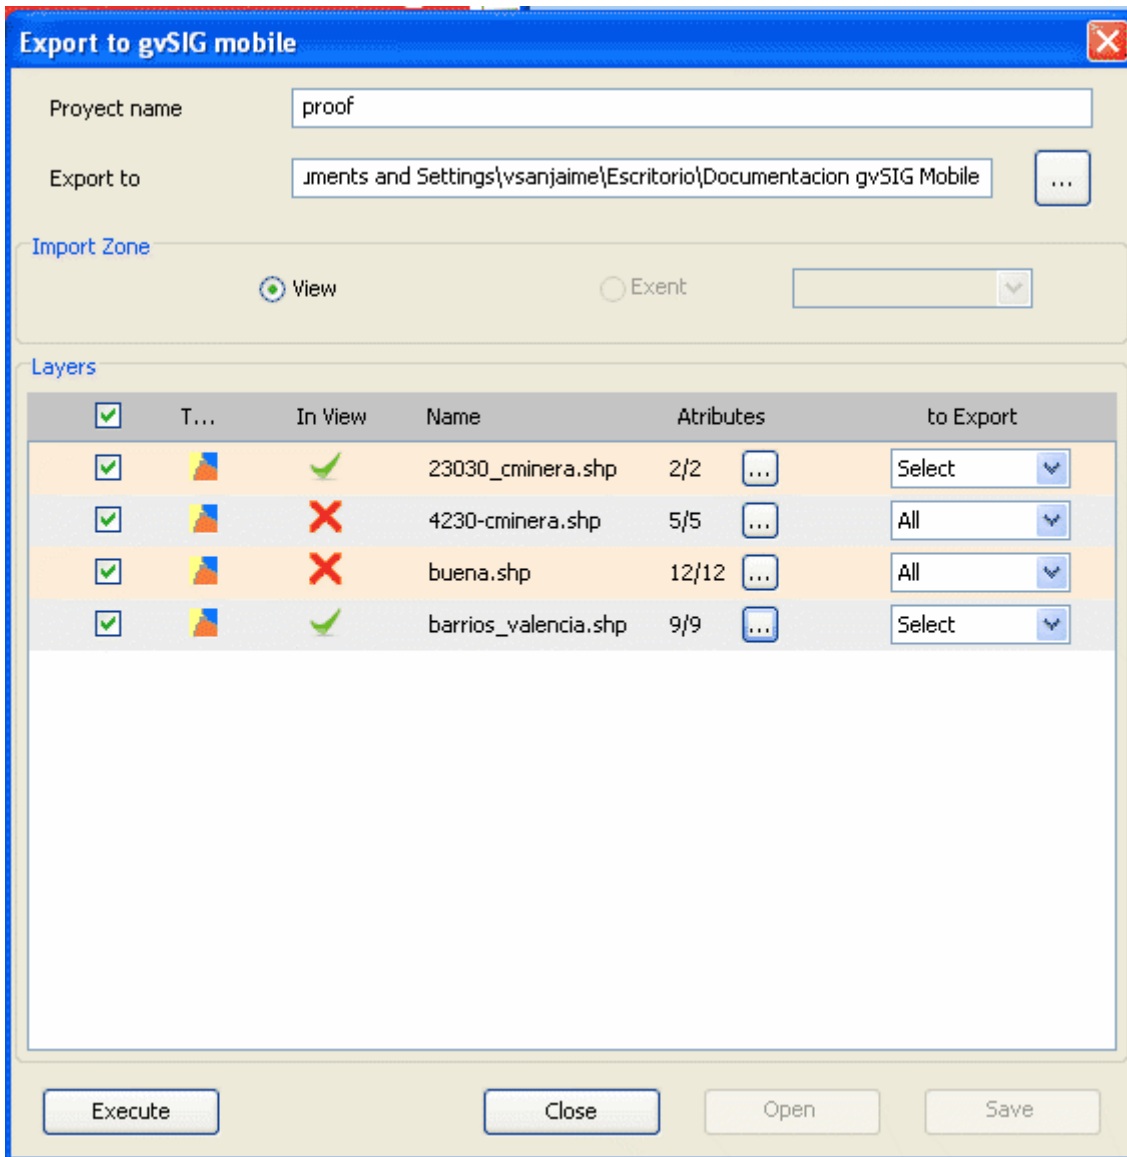 Export to gvSIG mobile
Proyect name proof
Export to uments and Settings\vsanjaime\Escritorio\Documentacion gvSIG Mobile ...
Import Zone
View Exent
Layers
T... In View Name Atributes to Export
23030_cminera.shp 2/2 ... Select
4230-cminera.shp 5/5 ... All
buena.shp 12/12 ... All
barrios_valencia.shp 9/9 ... Select
Execute Close Open Save